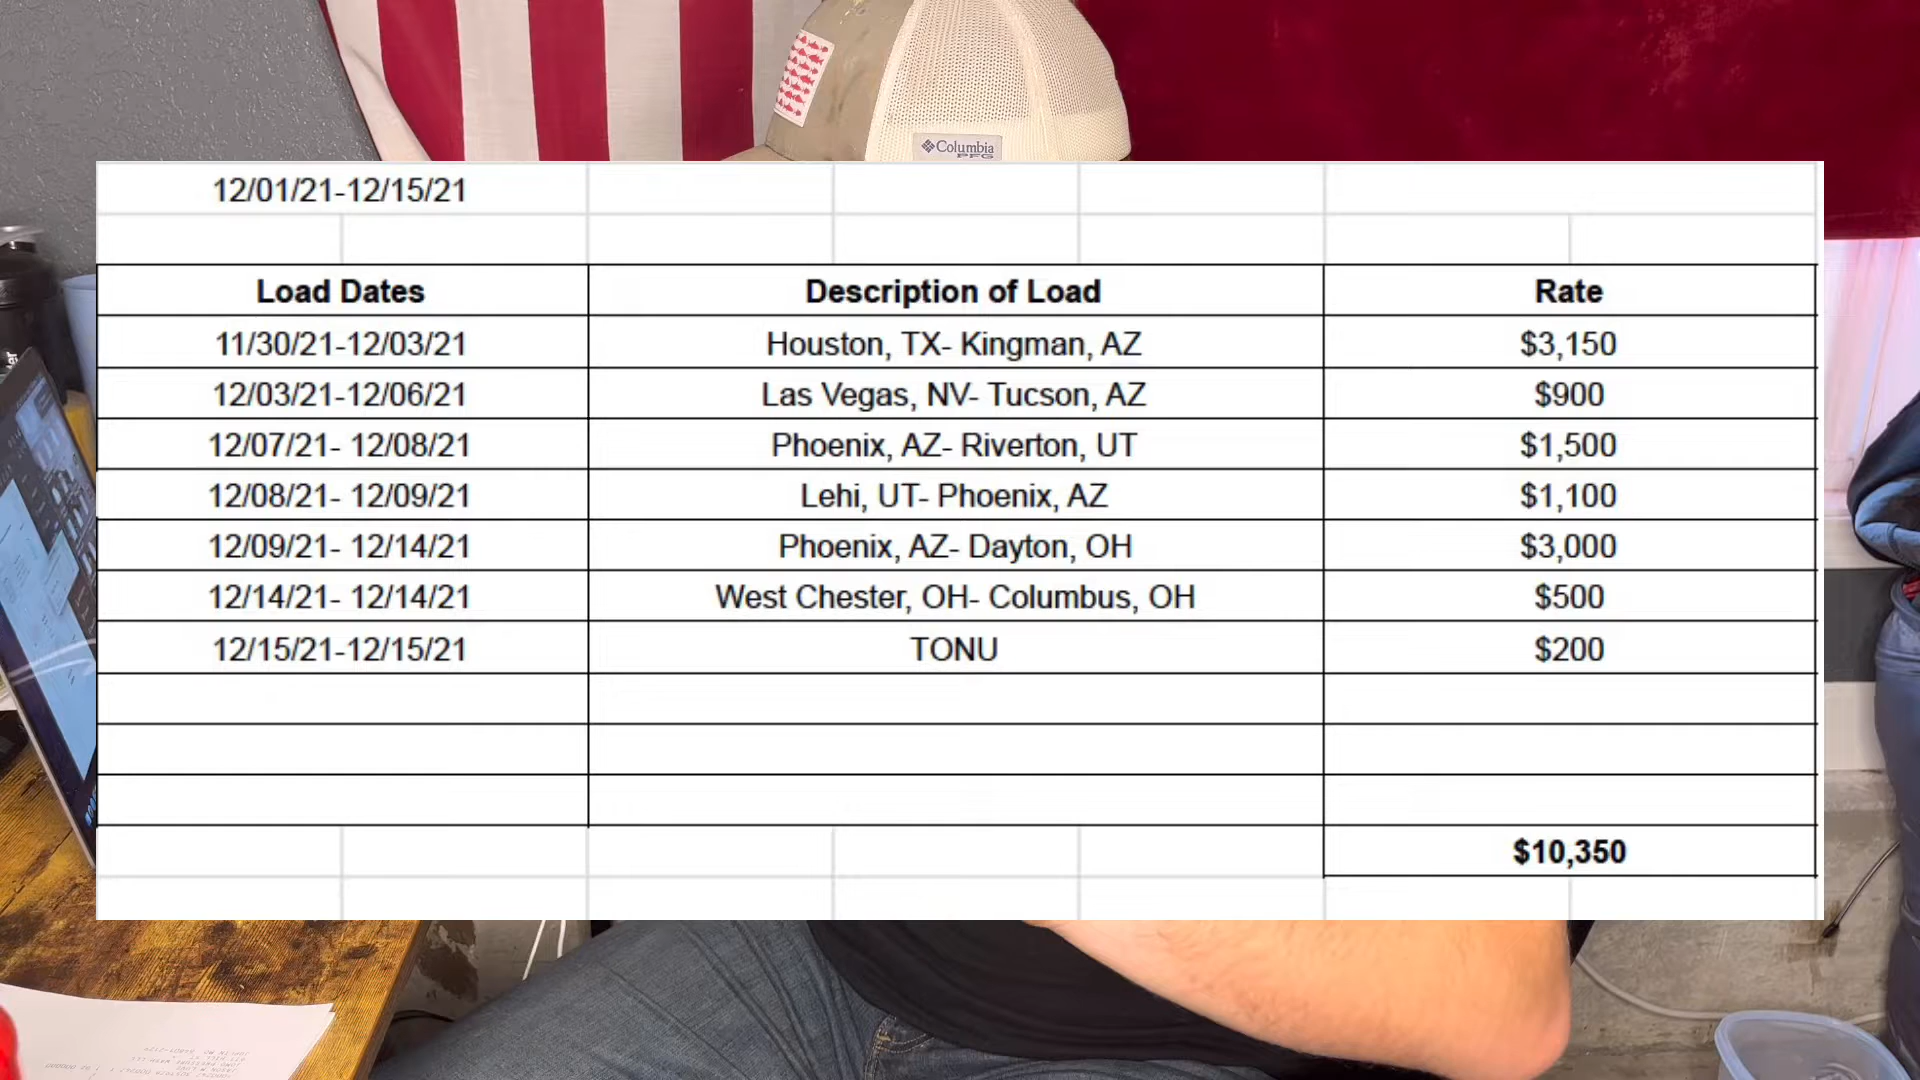 Columbia
PFG
12/01/21-12/15/21
Load Dates Description of Load Rate
11/30/21-12/03/21 Houston, TX- Kingman, AZ $3,150
12/03/21-12/06/21 Las Vegas, NV- Tucson, AZ $900
12/07/21- 12/08/21 Phoenix, AZ- Riverton, UT $1,500
12/08/21- 12/09/21 Lehi, UT- Phoenix, AZ $1,100
12/09/21- 12/14/21 Phoenix, AZ- Dayton, OH $3,000
12/14/21- 12/14/21 West Chester, OH- Columbus, OH $500
12/15/21-12/15/21 TONU $200
$10,350